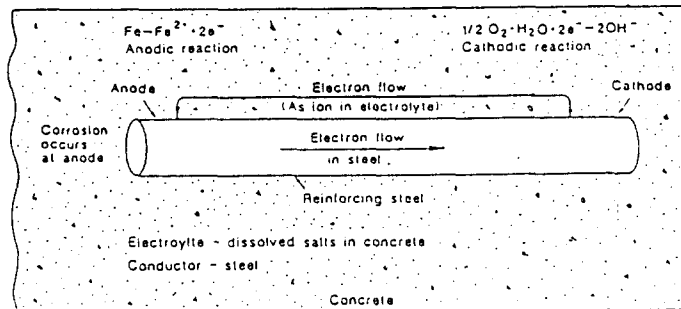 Fe-Fe²⁺+2e⁻
Anodic reaction
1/2 O₂·H₂O+2e⁻-2OH⁻
Cathodic reaction
Anode
Electron flow
(As ion in electrolyte)
Cathode
Corrosion
occurs
at anode
Electron flow
in steel
Reinforcing steel
Electroylte - dissolved salts in concrete
Conductor - steel
Concrete